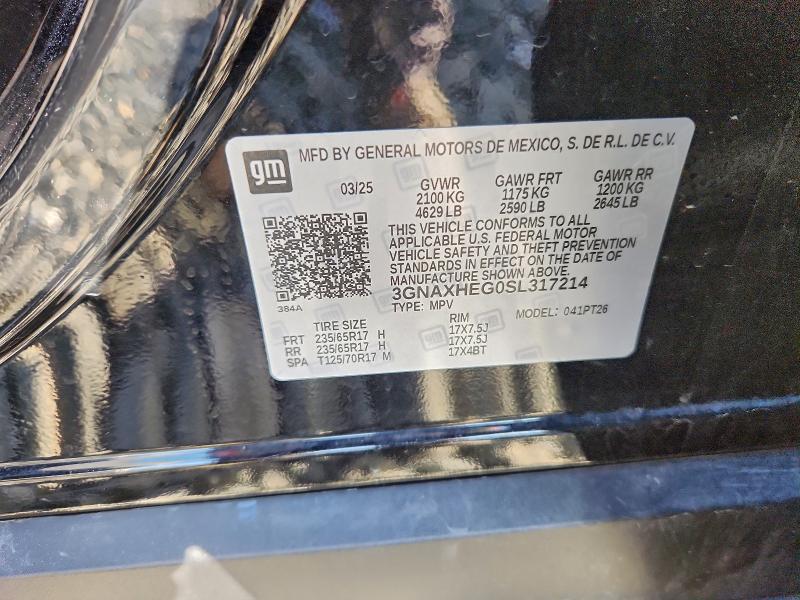 gm
MFD BY GENERAL MOTORS DE MEXICO, S. DE R.L. DE C.V.
03/25 GVWR GAWR FRT GAWR RR
2100 KG 1175 KG 1200 KG
4629 LB 2590 LB 2645 LB
THIS VEHICLE CONFORMS TO ALL
APPLICABLE U.S. FEDERAL MOTOR
VEHICLE SAFETY AND THEFT PREVENTION
STANDARDS IN EFFECT ON THE DATE OF
MANUFACTURE SHOWN ABOVE.
3GNAXHEG0SL317214
384A TYPE: MPV MODEL: 041PT26
TIRE SIZE RIM
FRT 235/65R17 H 17X7.5J
RR 235/65R17 H 17X7.5J
SPA T125/70R17 M 17X4BT